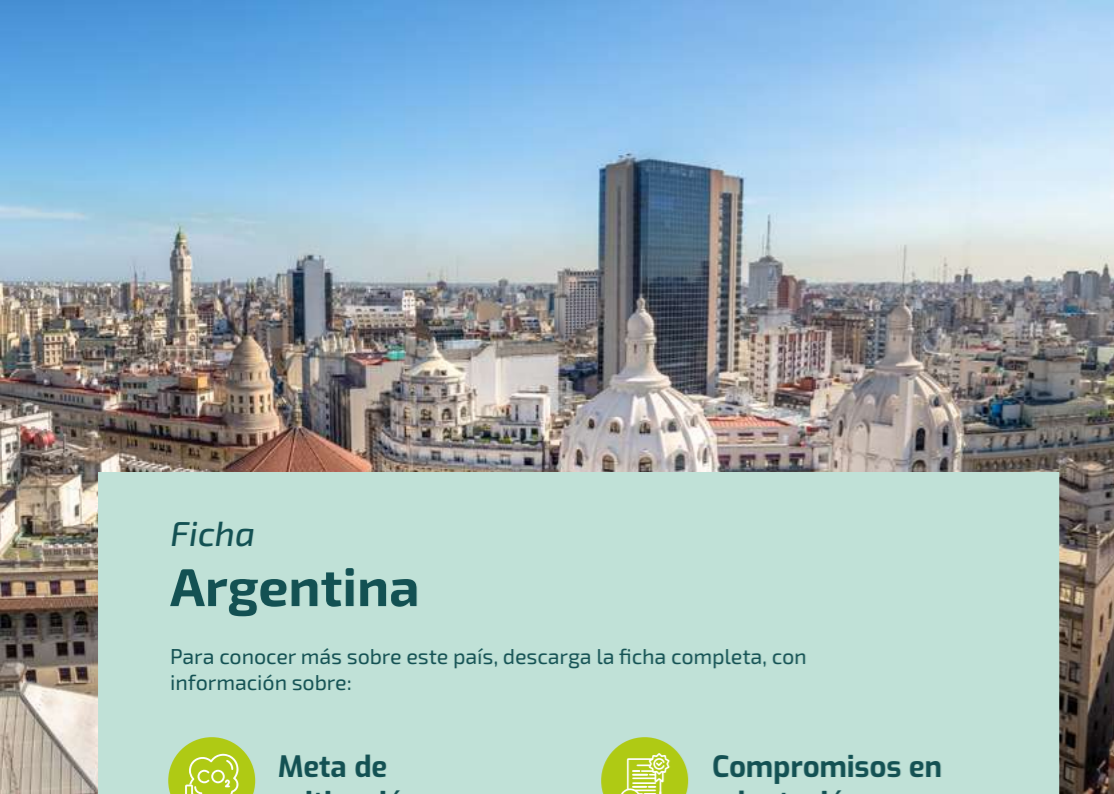 Ficha
Argentina
Para conocer más sobre este país, descarga la ficha completa, con
información sobre:
CO₂
Meta de
Compromisos en